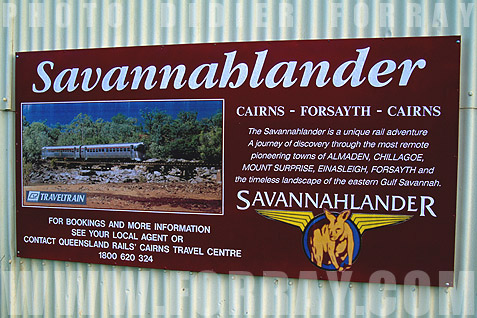 PHOTO DIDIER FORRAY
Savannahlander
CAIRNS - FORSAYTH - CAIRNS
The Savannahlander is a unique rail adventure
A journey of discovery through the most remote
pioneering towns of ALMADEN, CHILLAGOE,
MOUNT SURPRISE, EINASLEIGH, FORSAYTH and
the timeless landscape of the eastern Gulf Savannah.
TRAVELTRAIN
SAVANNAHLANDER
FOR BOOKINGS AND MORE INFORMATION
SEE YOUR LOCAL AGENT OR
CONTACT QUEENSLAND RAILS' CAIRNS TRAVEL CENTRE
1800 620 324
WWW.FORRAY.COM